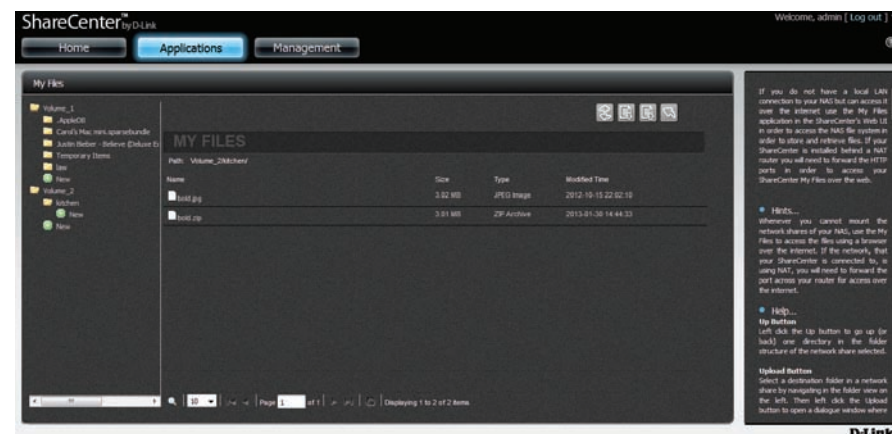 ShareCenter™ by D-Link
Welcome, admin [ Log out ]
Home
Applications
Management
My Files
Volume_1
.AppleDB
Carol's Mac mini.sparsebundle
Justin Bieber - Believe (Deluxe E
Temporary Items
law
New
Volume_2
kitchen
New
New
MY FILES
Path: Volume_2/kitchen/
Name Size Type Modified Time
bold.jpg 3.02 MB JPEG Image 2012-10-15 22:02:10
bold.zip 3.01 MB ZIP Archive 2013-01-30 14:44:33
10 Page 1 of 1 Displaying 1 to 2 of 2 items
If you do not have a local LAN
connection to your NAS but can access it
over the internet use the My Files
application in the ShareCenter's Web UI
in order to access the NAS file system in
order to store and retrieve files. If your
ShareCenter is installed behind a NAT
router you will need to forward the HTTP
ports in order to access your
ShareCenter My Files over the web.
Hints...
Whenever you cannot mount the
network shares of your NAS, use the My
Files to access the files using a browser
over the internet. If the network, that
your ShareCenter is connected to, is
using NAT, you will need to forward the
port across your router for access over
the internet.
Help...
Up Button
Left click the Up button to go up (or
back) one directory in the folder
structure of the network share selected.
Upload Button
Select a destination folder in a network
share by navigating in the folder view on
the left. Then left click the Upload
button to open a dialogue window where
D-Link